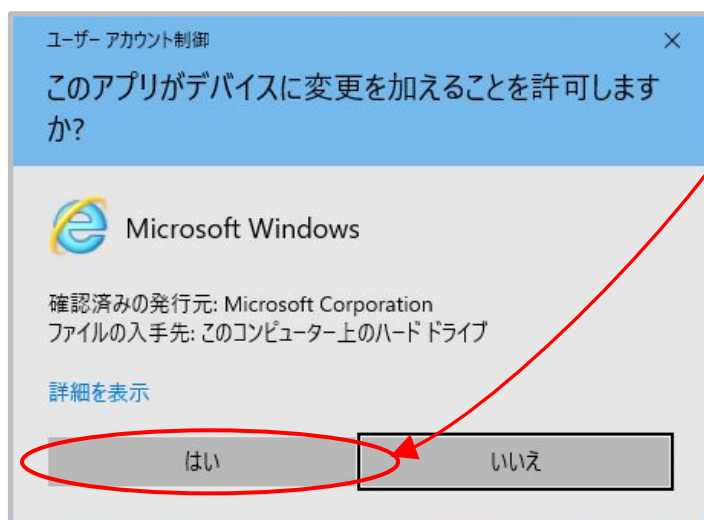 ユーザー アカウント制御
このアプリがデバイスに変更を加えることを許可します
か?
Microsoft Windows
確認済みの発行元: Microsoft Corporation
ファイルの入手先: このコンピューター上のハード ドライブ
詳細を表示
はい
いいえ